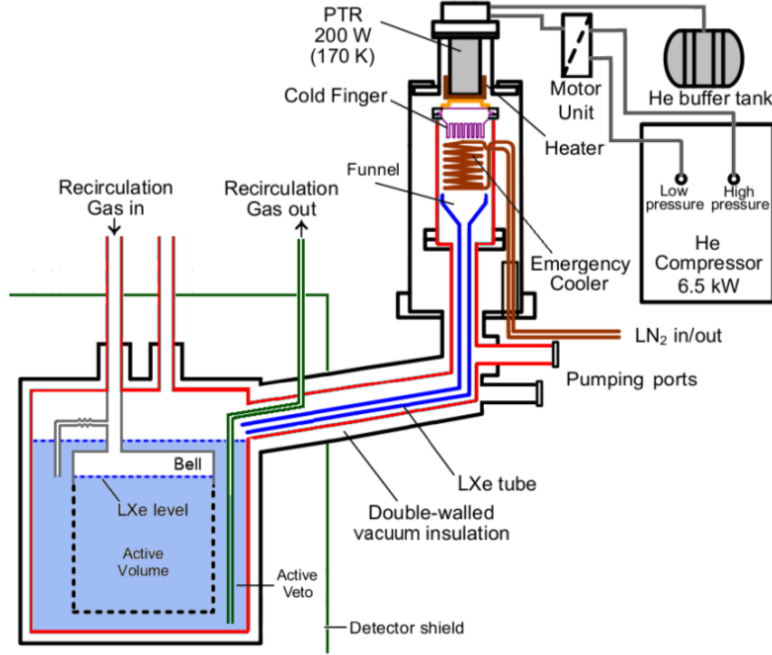 PTR
200 W
(170 K)
Cold Finger
Motor
Unit
He buffer tank
Heater
Funnel
Recirculation
Gas in
Recirculation
Gas out
Low
pressure
High
pressure
He
Compressor
6.5 kW
Emergency
Cooler
LN₂ in/out
Pumping ports
Bell
LXe level
LXe tube
Double-walled
vacuum insulation
Active
Volume
Active
Veto
Detector shield